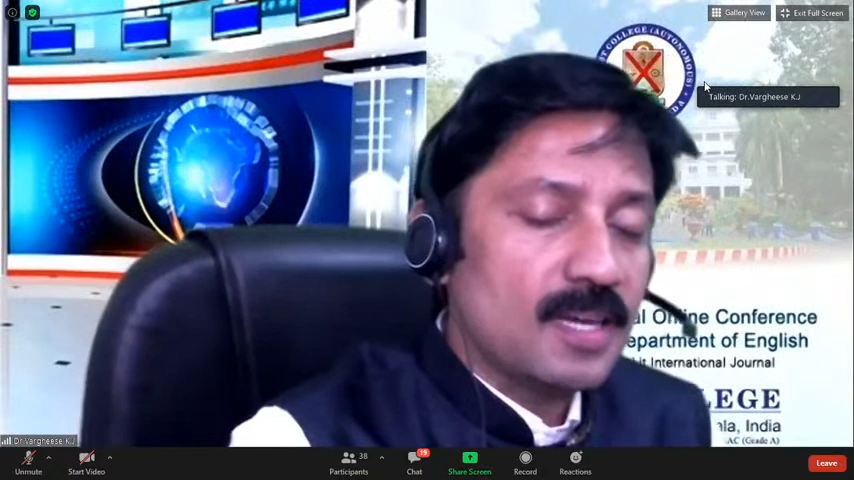 Gallery View
Exit Full Screen
COLLEGE (AUTONOMOUS)
Talking: Dr.Vargheese K.J
al Online Conference
epartment of English
it International Journal
LEGE
ala, India
AC (Grade A)
Dr.Vargheese K.J
Unmute
Start Video
Participants
38
Chat
19
Share Screen
Record
Reactions
Leave